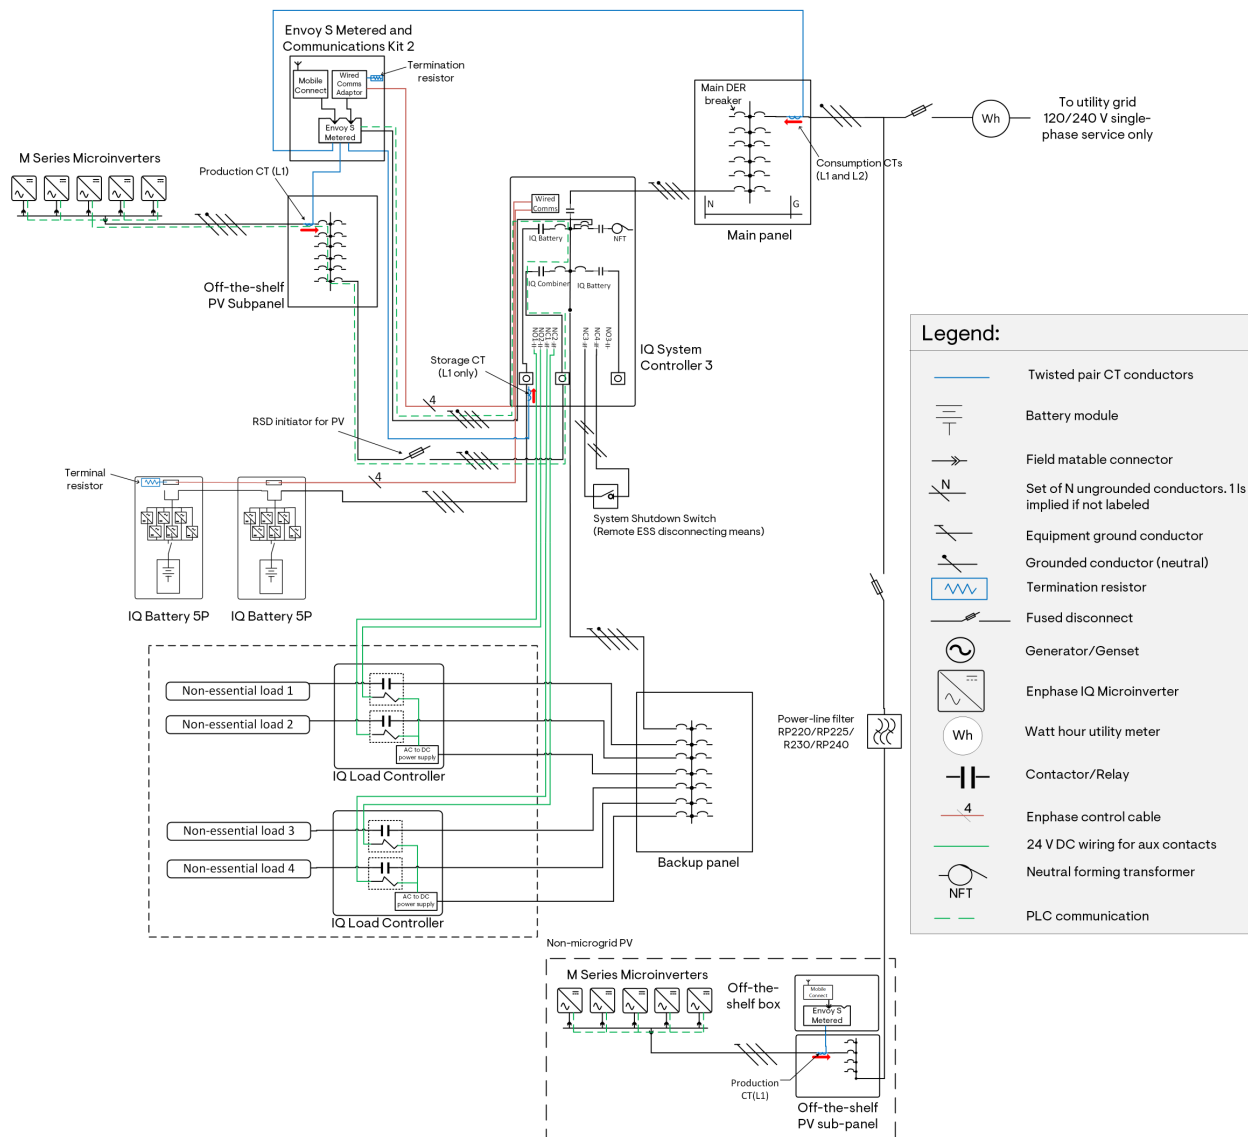 Envoy S Metered and
Communications Kit 2
Termination
resistor
Mobile
Connect
Wired
Comms
Adaptor
Envoy S
Metered
M Series Microinverters
Production CT (L1)
Off-the-shelf
PV Subpanel
Main DER
breaker
N
G
Main panel
Consumption CTs
(L1 and L2)
Wh
To utility grid
120/240 V single-
phase service only
Wired
Comms
IQ Battery
NFT
IQ Combiner
IQ Battery
NO1
NO2
NC1
NC2
NC3
NC4
NO3
IQ System
Controller 3
Storage CT
(L1 only)
4
RSD initiator for PV
Terminal
resistor
4
System Shutdown Switch
(Remote ESS disconnecting means)
IQ Battery 5P
IQ Battery 5P
Non-essential load 1
Non-essential load 2
AC to DC
power supply
IQ Load Controller
Non-essential load 3
Non-essential load 4
AC to DC
power supply
IQ Load Controller
Backup panel
Power-line filter
RP220/RP225/
R230/RP240
Non-microgrid PV
M Series Microinverters
Off-the-
shelf box
Mobile
Connect
Envoy S
Metered
Production
CT(L1)
Off-the-shelf
PV sub-panel
Legend:
Twisted pair CT conductors
Battery module
Field matable connector
N
Set of N ungrounded conductors. 1 Is
implied if not labeled
Equipment ground conductor
Grounded conductor (neutral)
Termination resistor
Fused disconnect
Generator/Genset
Enphase IQ Microinverter
Wh
Watt hour utility meter
Contactor/Relay
4
Enphase control cable
24 V DC wiring for aux contacts
Neutral forming transformer
NFT
PLC communication